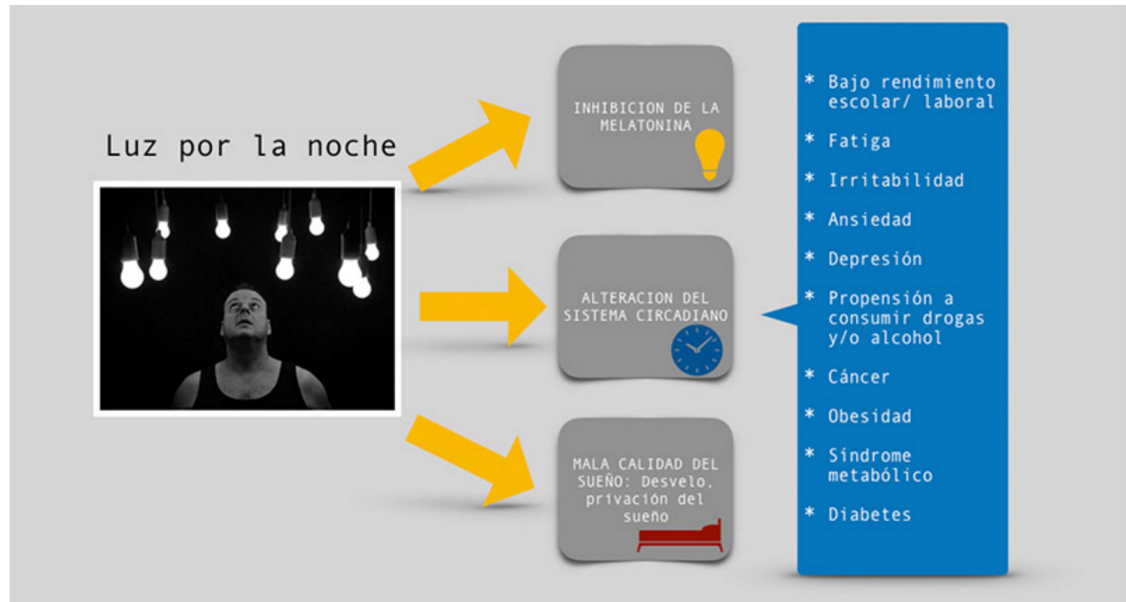 Luz por la noche
INHIBICION DE LA
MELATONINA
ALTERACION DEL
SISTEMA CIRCADIANO
MALA CALIDAD DEL
SUEÑO: Desvelo,
privación del
sueño
* Bajo rendimiento
escolar/ laboral
* Fatiga
* Irritabilidad
* Ansiedad
* Depresión
* Propensión a
consumir drogas
y/o alcohol
* Cáncer
* Obesidad
* Síndrome
metabólico
* Diabetes